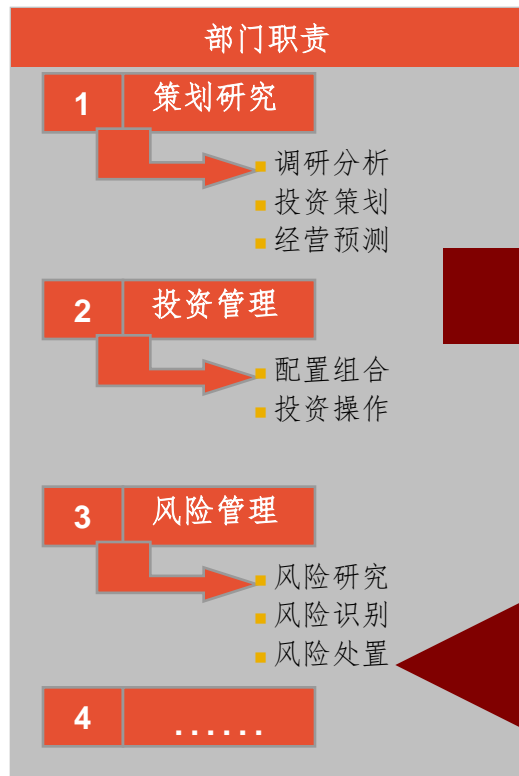 部门职责
1 策划研究
调研分析
投资策划
经营预测
2 投资管理
配置组合
投资操作
3 风险管理
风险研究
风险识别
风险处置
4 ......